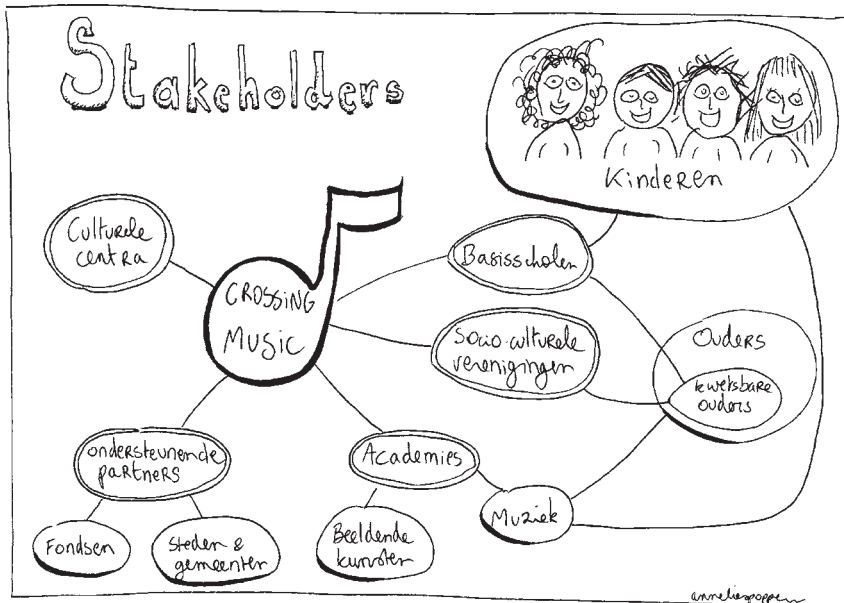 Stakeholders
Kinderen
Culturele
centra
CROSSING
MUSIC
Basisscholen
Socio-culturele
verenigingen
Ouders
kwetsbare
ouders
ondersteunende
partners
Academies
Fondsen
Steden &
gemeenten
Beeldende
kunsten
Muziek